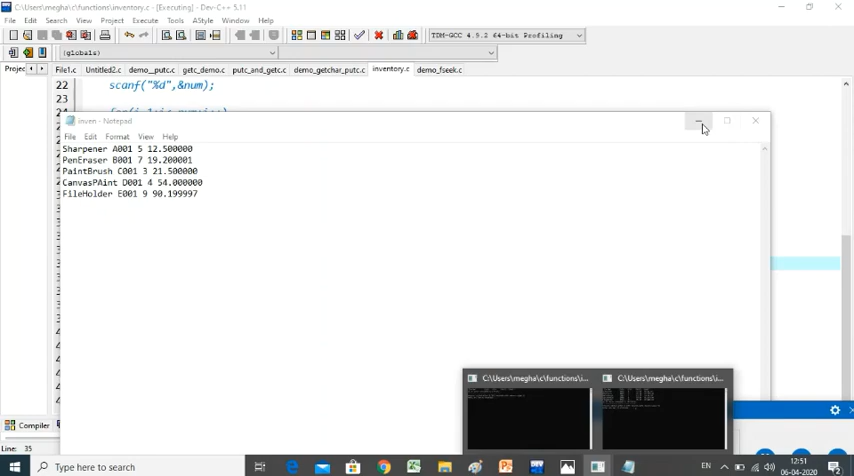 C:\Users\megha\c\functions\inventory.c - [Executing] - Dev-C++ 5.11
File Edit Search View Project Execute Tools AStyle Window Help
TDM-GCC 4.9.2 64-bit Profiling
(globals)
Projec File1.c Untitled2.c demo__putc.c getc_demo.c putc_and_getc.c demo_getchar_putc.c inventory.c demo_fseek.c
22 scanf("%d",&num);
23
inven - Notepad
File Edit Format View Help
Sharpener A001 5 12.500000
PenEraser B001 7 19.200001
PaintBrush C001 3 21.500000
CanvasPAint D001 4 54.000000
FileHolder E001 9 90.199997
C:\Users\megha\c\functions\i... C:\Users\megha\c\functions\i...
Compiler
Line: 35
Type here to search
EN 12:51
06-04-2020